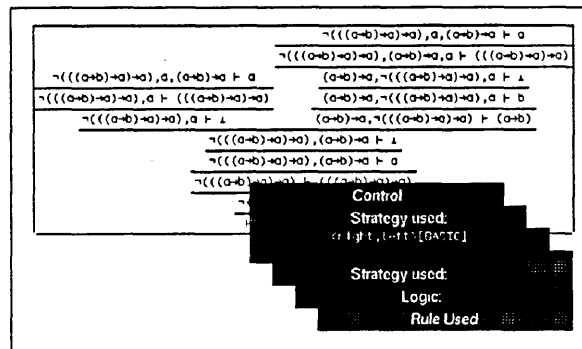 ¬(((a→b)→a)→a),a,(a→b)→a ⊢ a
¬(((a→b)→a)→a),(a→b)→a,a ⊢ (((a→b)→a)→a)
¬(((a→b)→a)→a),a,(a→b)→a ⊢ a
(a→b)→a,¬(((a→b)→a)→a),a ⊢ ⊥
¬(((a→b)→a)→a),a ⊢ (((a→b)→a)→a)
(a→b)→a,¬(((a→b)→a)→a),a ⊢ b
¬(((a→b)→a)→a),a ⊢ ⊥
(a→b)→a,¬(((a→b)→a)→a) ⊢ (a→b)
¬(((a→b)→a)→a),(a→b)→a ⊢ ⊥
¬(((a→b)→a)→a),(a→b)→a ⊢ a
¬(((a→b)→a)→a) ⊢ (((a→b)→a)→a)
Control
Strategy used:
Strategy used:
Logic:
Rule Used